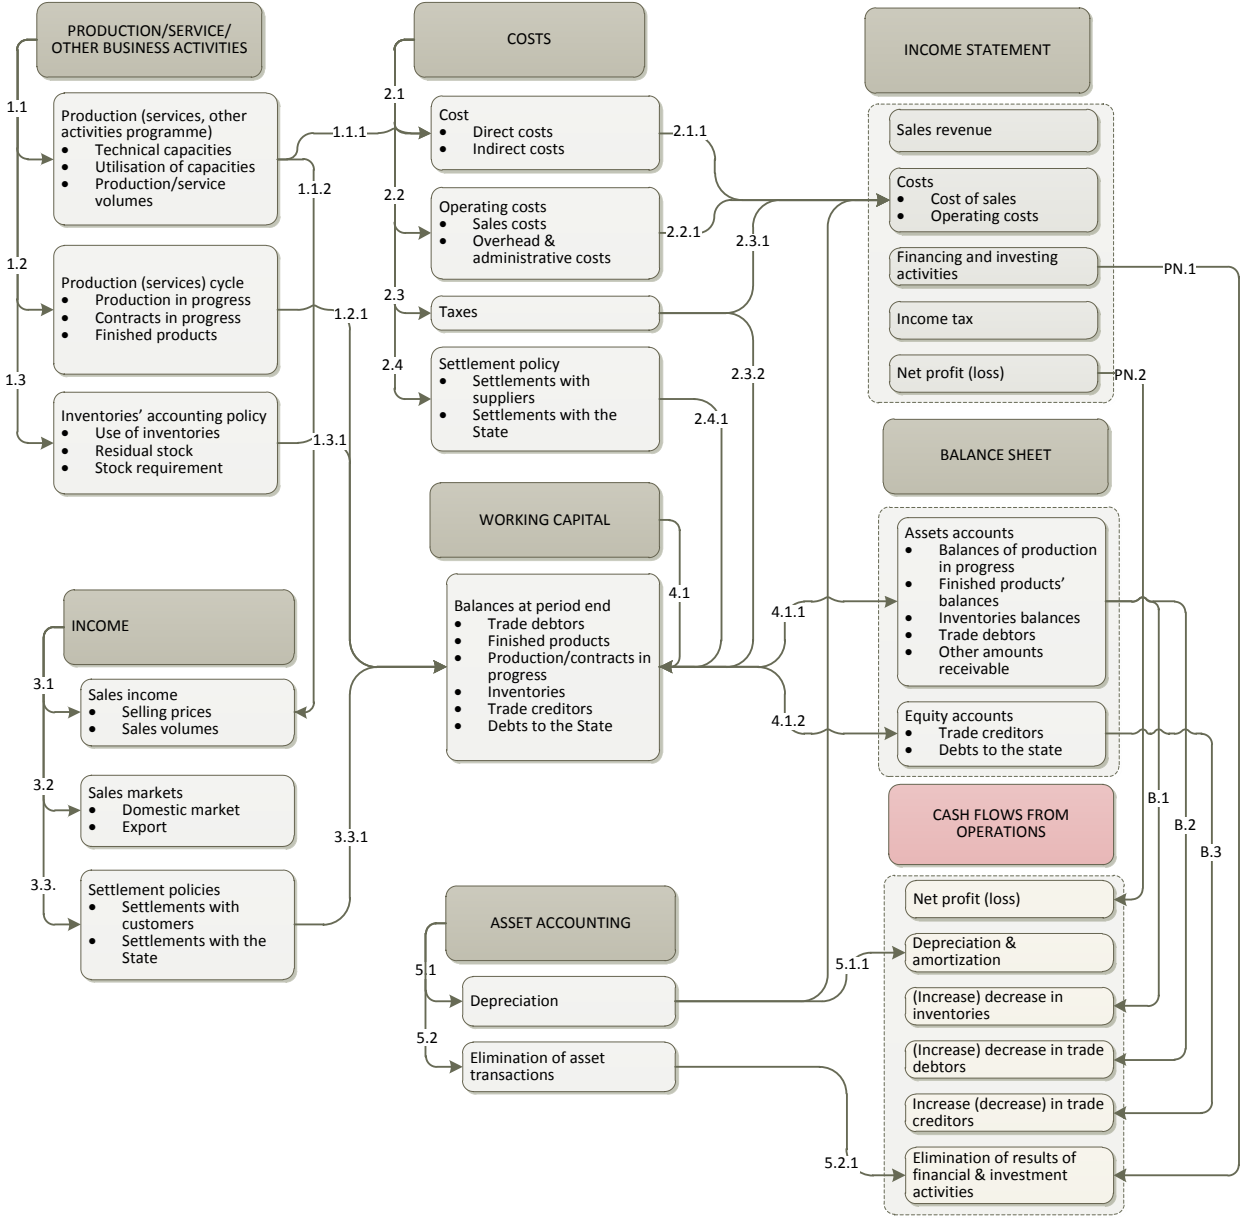 PRODUCTION/SERVICE/
OTHER BUSINESS ACTIVITIES
1.1
Production (services, other
activities programme)
• Technical capacities
• Utilisation of capacities
• Production/service
volumes
1.1.1
1.1.2
1.2
Production (services) cycle
• Production in progress
• Contracts in progress
• Finished products
1.2.1
1.3
Inventories' accounting policy
• Use of inventories
• Residual stock
• Stock requirement
1.3.1
INCOME
3.1
Sales income
• Selling prices
• Sales volumes
3.2
Sales markets
• Domestic market
• Export
3.3.
Settlement policies
• Settlements with
customers
• Settlements with the
State
3.3.1
COSTS
2.1
Cost
• Direct costs
• Indirect costs
2.1.1
2.2
Operating costs
• Sales costs
• Overhead &
administrative costs
2.2.1
2.3
Taxes
2.3.1
2.3.2
2.4
Settlement policy
• Settlements with
suppliers
• Settlements with the
State
2.4.1
WORKING CAPITAL
4.1
Balances at period end
• Trade debtors
• Finished products
• Production/contracts in
progress
• Inventories
• Trade creditors
• Debts to the State
4.1.1
4.1.2
ASSET ACCOUNTING
5.1
Depreciation
5.1.1
5.2
Elimination of asset
transactions
5.2.1
INCOME STATEMENT
Sales revenue
Costs
• Cost of sales
• Operating costs
Financing and investing
activities
PN.1
Income tax
Net profit (loss)
PN.2
BALANCE SHEET
Assets accounts
• Balances of production
in progress
• Finished products'
balances
• Inventories balances
• Trade debtors
• Other amounts
receivable
Equity accounts
• Trade creditors
• Debts to the state
B.1
B.2
B.3
CASH FLOWS FROM
OPERATIONS
Net profit (loss)
Depreciation &
amortization
(Increase) decrease in
inventories
(Increase) decrease in trade
debtors
Increase (decrease) in trade
creditors
Elimination of results of
financial & investment
activities